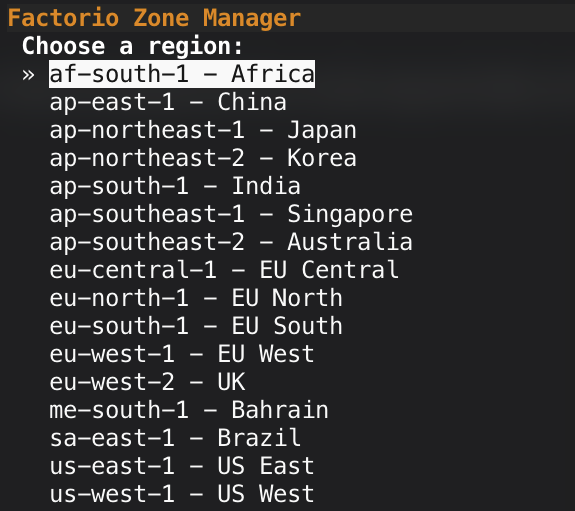 Factorio Zone Manager
Choose a region:
» af-south-1 - Africa
ap-east-1 - China
ap-northeast-1 - Japan
ap-northeast-2 - Korea
ap-south-1 - India
ap-southeast-1 - Singapore
ap-southeast-2 - Australia
eu-central-1 - EU Central
eu-north-1 - EU North
eu-south-1 - EU South
eu-west-1 - EU West
eu-west-2 - UK
me-south-1 - Bahrain
sa-east-1 - Brazil
us-east-1 - US East
us-west-1 - US West